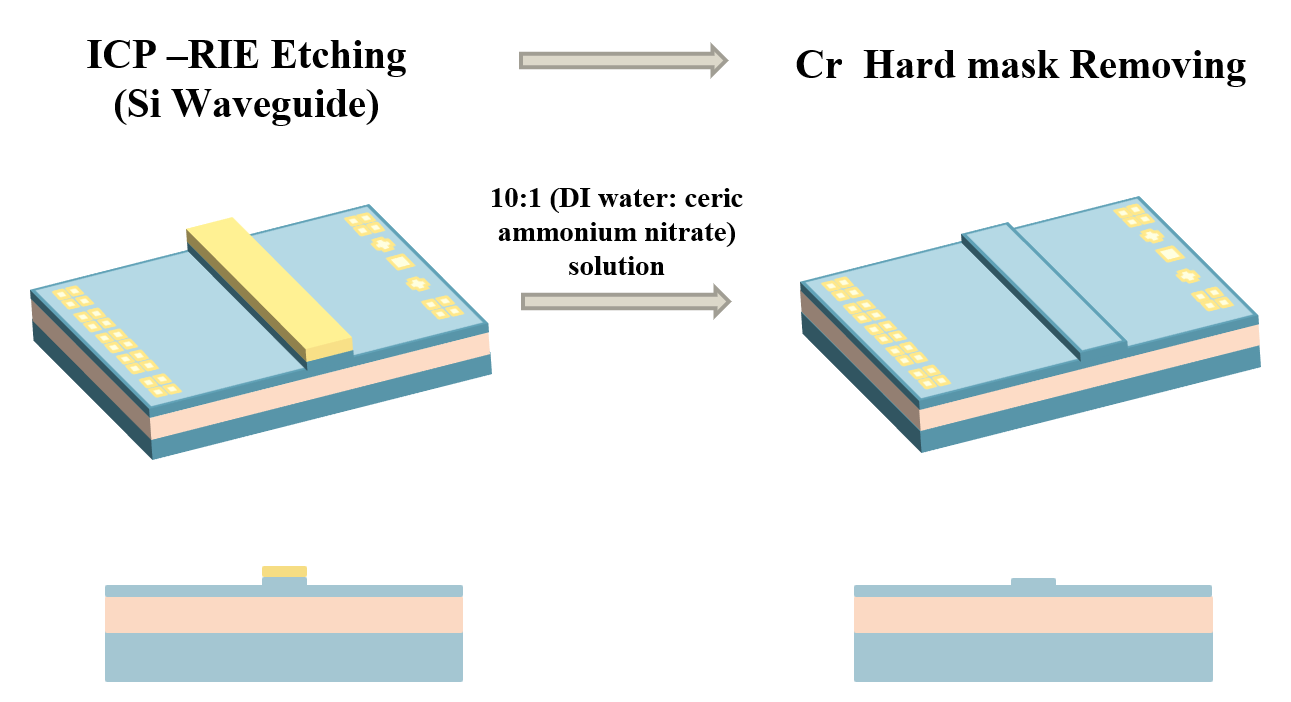 ICP –RIE Etching
(Si Waveguide)
Cr  Hard mask Removing
10:1 (DI water: ceric
ammonium nitrate)
solution